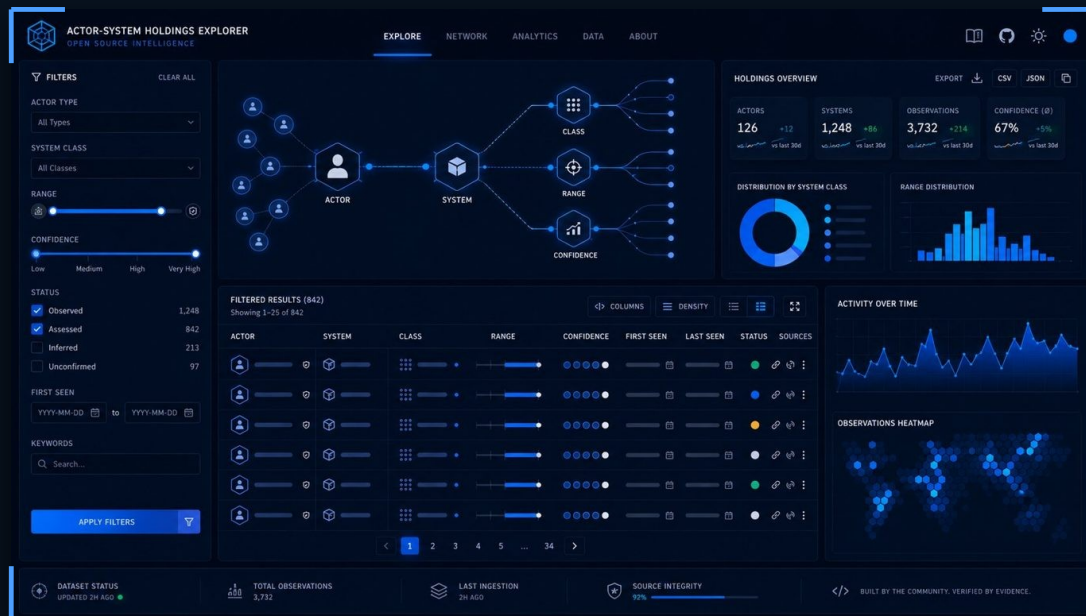 ACTOR-SYSTEM HOLDINGS EXPLORER
OPEN SOURCE INTELLIGENCE
EXPLORE
NETWORK
ANALYTICS
DATA
ABOUT
FILTERS
CLEAR ALL
ACTOR TYPE
All Types
SYSTEM CLASS
All Classes
RANGE
CONFIDENCE
Low Medium High Very High
STATUS
Observed 1,248
Assessed 842
Inferred 213
Unconfirmed 97
FIRST SEEN
YYYY-MM-DD to YYYY-MM-DD
KEYWORDS
Search...
APPLY FILTERS
ACTOR
SYSTEM
CLASS
RANGE
CONFIDENCE
HOLDINGS OVERVIEW
EXPORT CSV JSON
ACTORS
126 +12
vs last 30d
SYSTEMS
1,248 +86
vs last 30d
OBSERVATIONS
3,732 +214
vs last 30d
CONFIDENCE (Ø)
67% +5%
vs last 30d
DISTRIBUTION BY SYSTEM CLASS
RANGE DISTRIBUTION
FILTERED RESULTS (842)
Showing 1–25 of 842
COLUMNS
DENSITY
ACTOR SYSTEM CLASS RANGE CONFIDENCE FIRST SEEN LAST SEEN STATUS SOURCES
1 2 3 4 5 ... 34
ACTIVITY OVER TIME
OBSERVATIONS HEATMAP
DATASET STATUS
UPDATED 2H AGO
TOTAL OBSERVATIONS
3,732
LAST INGESTION
2H AGO
SOURCE INTEGRITY
92%
BUILT BY THE COMMUNITY. VERIFIED BY EVIDENCE.